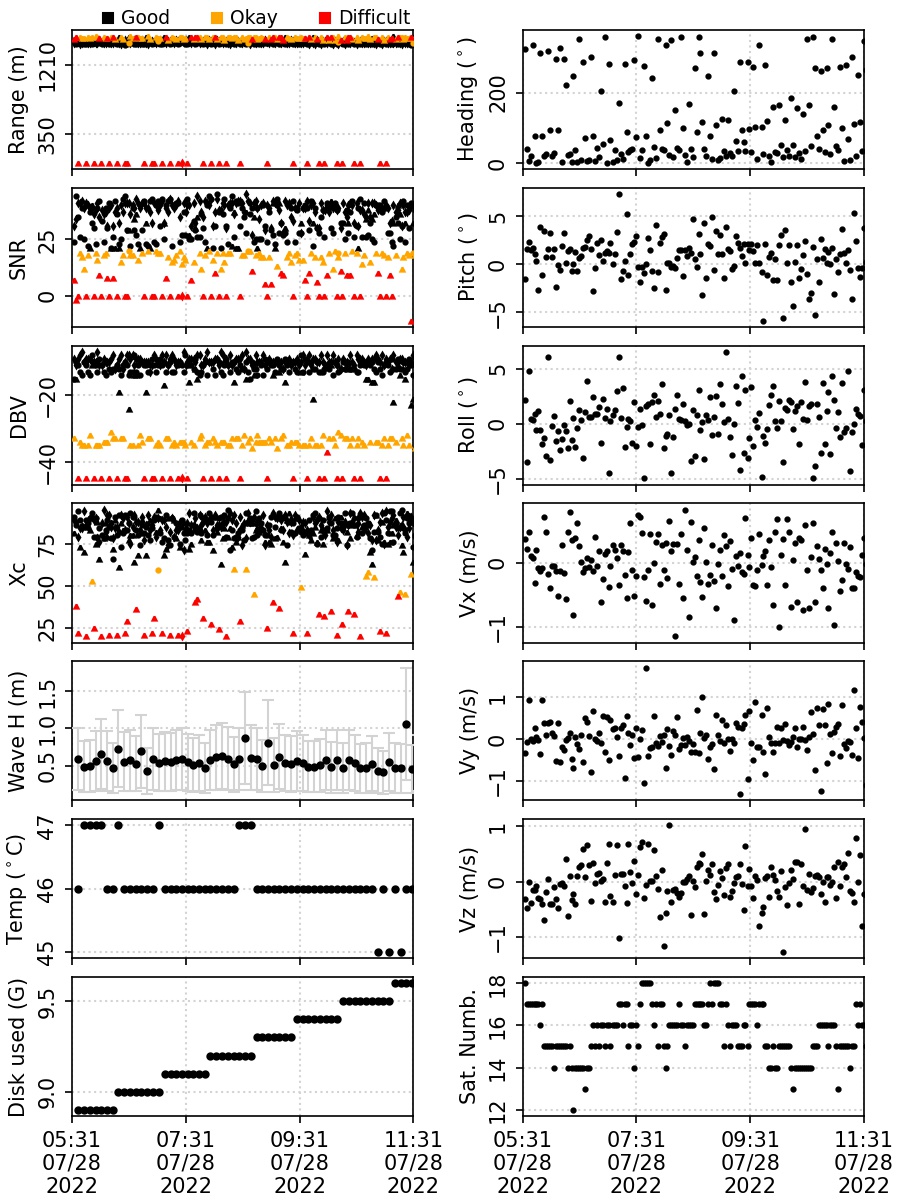 Good Okay Difficult
Range (m)
1210
350
Heading (°)
200
0
SNR
25
0
Pitch (°)
5
0
−5
DBV
−20
−40
Roll (°)
5
0
−5
Xc
75
50
25
Vx (m/s)
0
−1
Wave H (m)
1.5
1.0
0.5
Vy (m/s)
1
0
−1
Temp (°C)
47
46
45
Vz (m/s)
1
0
−1
Disk used (G)
9.5
9.0
Sat. Numb.
18
16
14
12
05:31 07:31 09:31 11:31 05:31 07:31 09:31 11:31
07/28 07/28 07/28 07/28 07/28 07/28 07/28 07/28
2022 2022 2022 2022 2022 2022 2022 2022